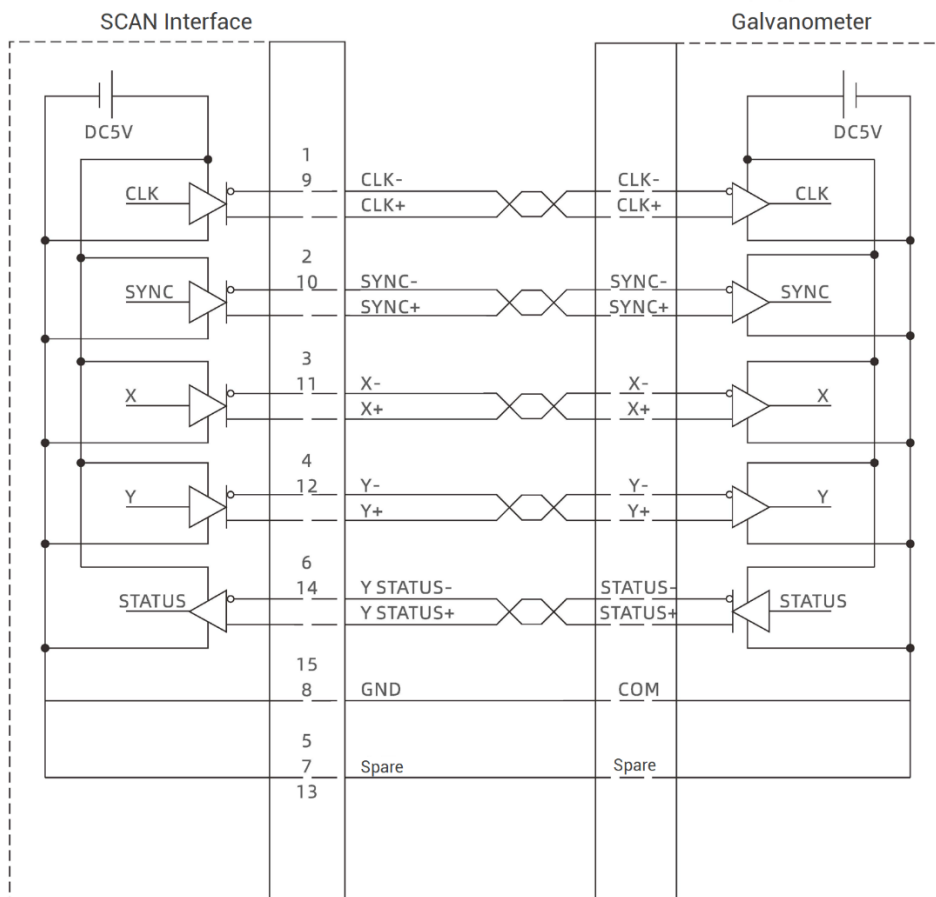 SCAN Interface
Galvanometer
DC5V
DC5V
1
CLK 9 CLK- CLK- CLK
CLK+ CLK+
2
SYNC 10 SYNC- SYNC- SYNC
SYNC+ SYNC+
3
X 11 X- X- X
X+ X+
4
Y 12 Y- Y- Y
Y+ Y+
6
STATUS 14 Y STATUS- STATUS- STATUS
Y STATUS+ STATUS+
15
8 GND COM
5
7 Spare Spare
13